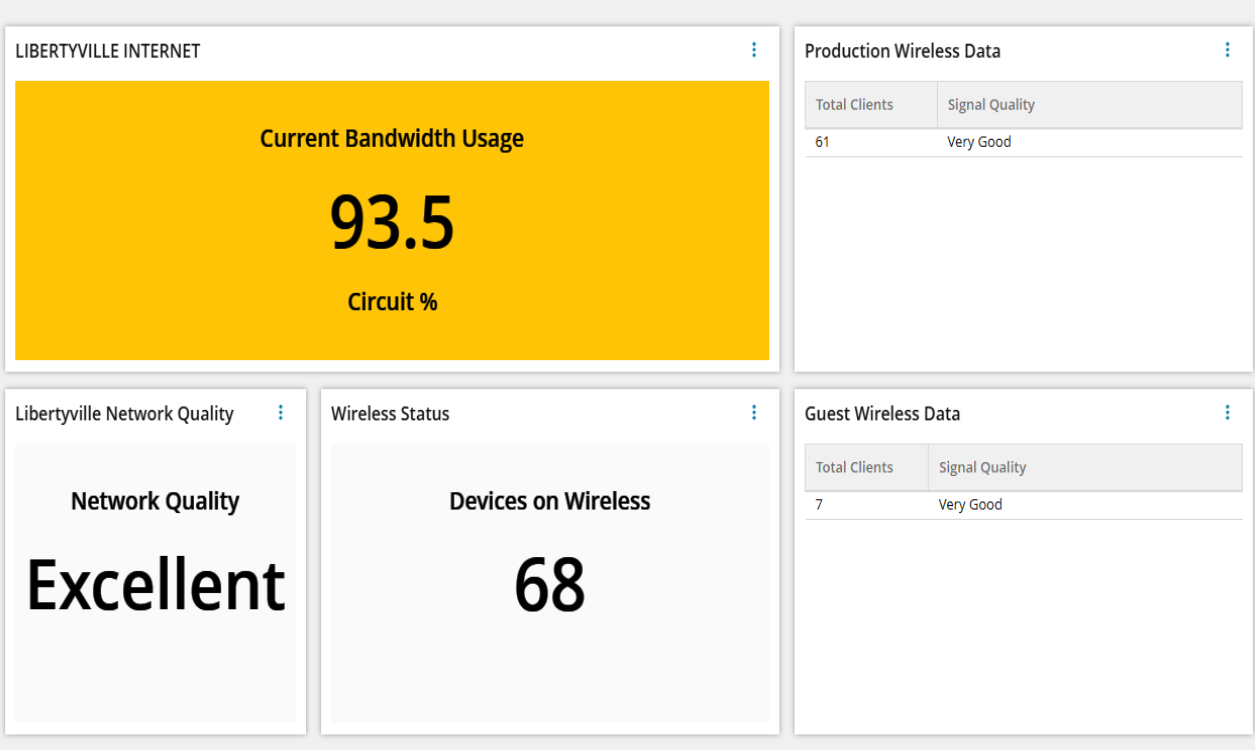 LIBERTYVILLE INTERNET
Current Bandwidth Usage
93.5
Circuit %
Production Wireless Data
Total Clients Signal Quality
61 Very Good
Libertyville Network Quality
Network Quality
Excellent
Wireless Status
Devices on Wireless
68
Guest Wireless Data
Total Clients Signal Quality
7 Very Good